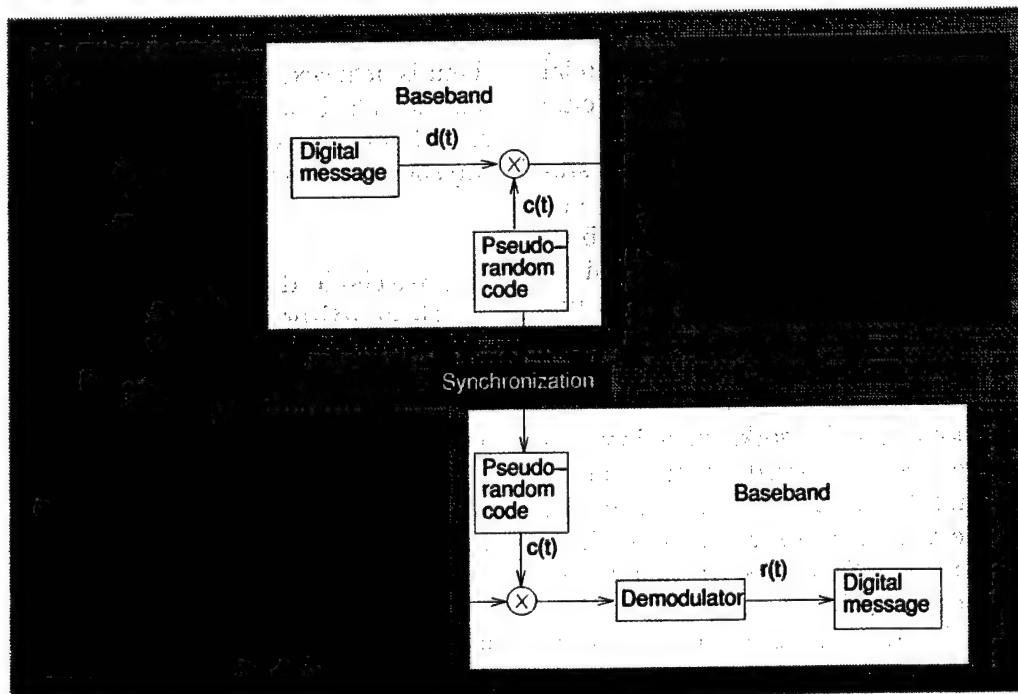 Baseband
d(t)
Digital
message
X
c(t)
Pseudo–
random
code
Synchronization
Pseudo–
random
code
Baseband
c(t)
r(t)
X
Demodulator
Digital
message